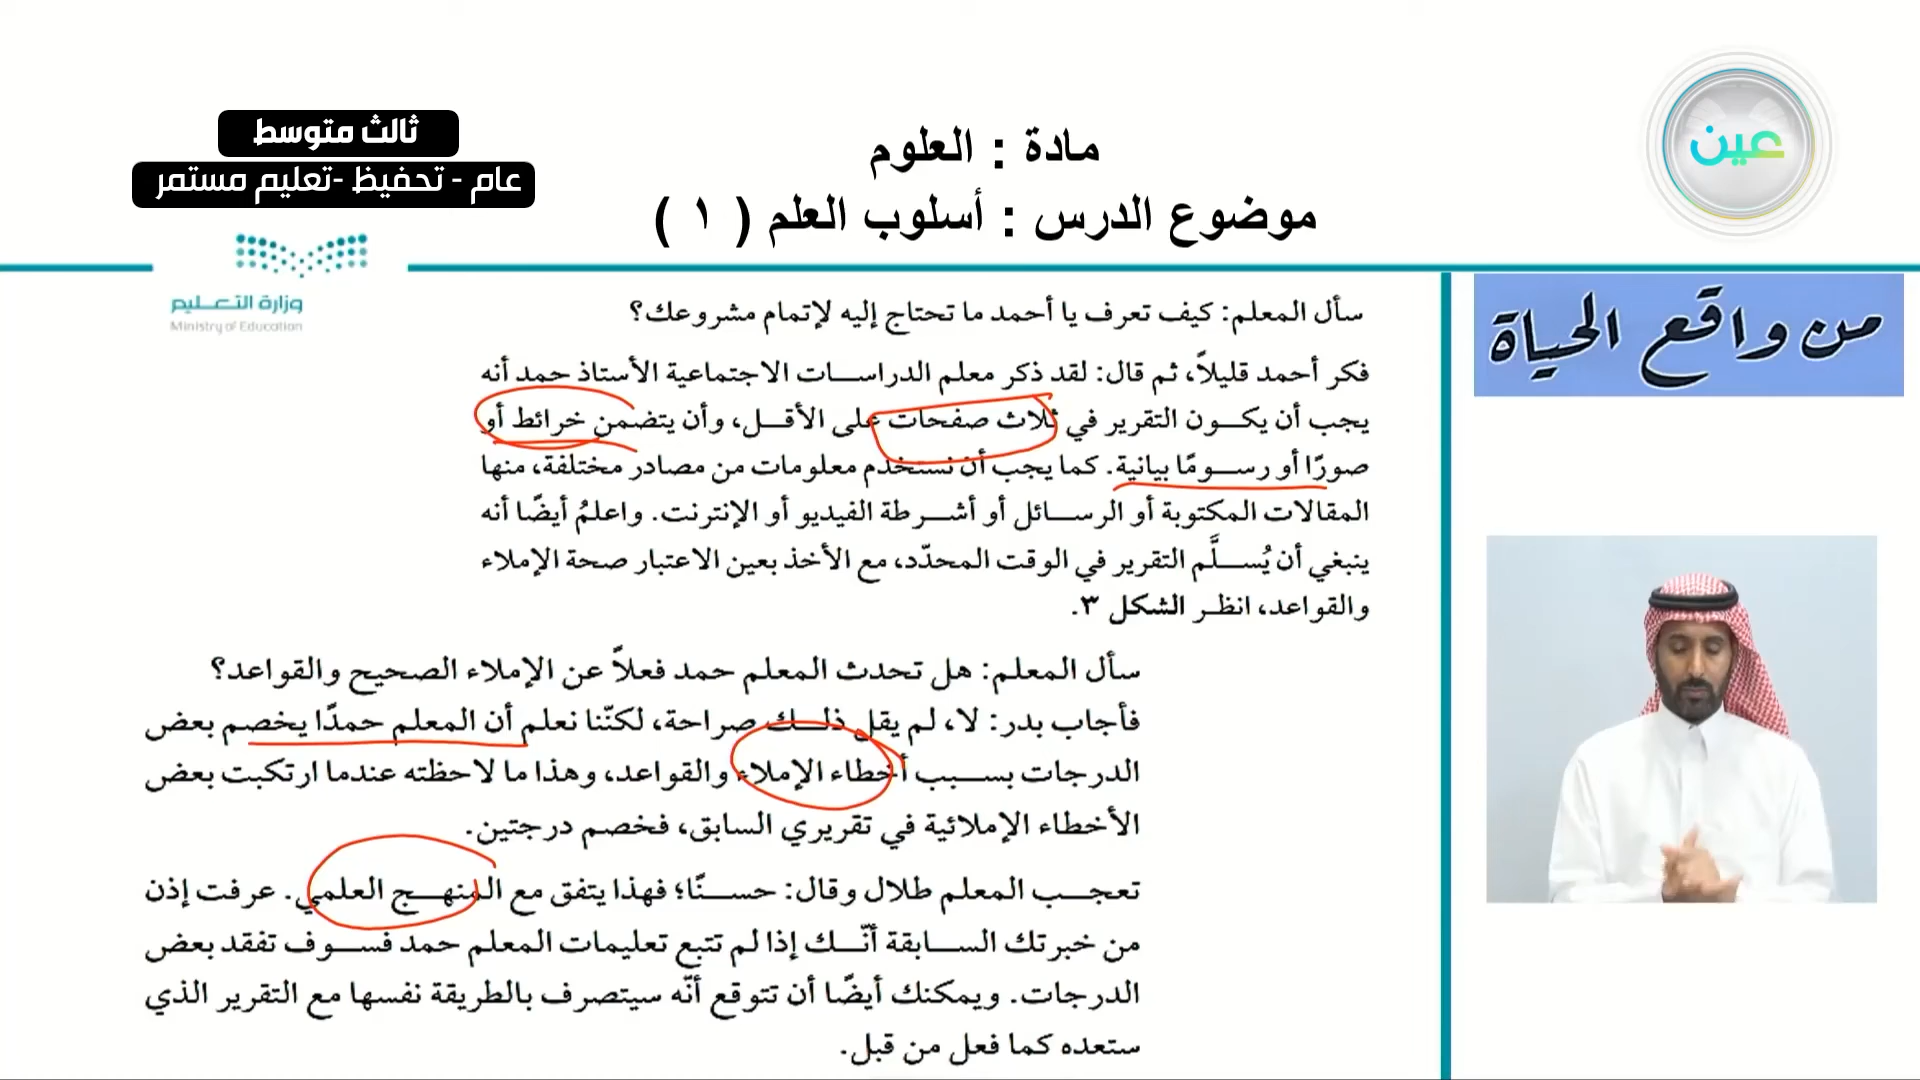 ثالث متوسط
عام - تحفيظ -تعليم مستمر
مادة : العلوم
موضوع الدرس : أسلوب العلم ( ١ )
عين
وزارة التعـــليم
Ministry of Education
من واقع الحياة
سأل المعلم: كيف تعرف يا أحمد ما تحتاج إليه لإتمام مشروعك؟
فكر أحمد قليلاً، ثم قال: لقد ذكر معلم الدراسات الاجتماعية الأستاذ حمد أنه
يجب أن يكون التقرير في ثلاث صفحات على الأقل، وأن يتضمن خرائط أو
صورًا أو رسومًا بيانية. كما يجب أن نستخدم معلومات من مصادر مختلفة، منها
المقالات المكتوبة أو الرسائل أو أشرطة الفيديو أو الإنترنت. واعلمُ أيضًا أنه
ينبغي أن يُسلَّم التقرير في الوقت المحدّد، مع الأخذ بعين الاعتبار صحة الإملاء
والقواعد، انظر الشكل ٣.
سأل المعلم: هل تحدث المعلم حمد فعلاً عن الإملاء الصحيح والقواعد؟
فأجاب بدر: لا، لم يقل ذلك صراحة، لكنّنا نعلم أن المعلم حمدًا يخصم بعض
الدرجات بسبب أخطاء الإملاء والقواعد، وهذا ما لاحظته عندما ارتكبت بعض
الأخطاء الإملائية في تقريري السابق، فخصم درجتين.
تعجب المعلم طلال وقال: حسنًا؛ فهذا يتفق مع المنهج العلمي. عرفت إذن
من خبرتك السابقة أنّك إذا لم تتبع تعليمات المعلم حمد فسوف تفقد بعض
الدرجات. ويمكنك أيضًا أن تتوقع أنّه سيتصرف بالطريقة نفسها مع التقرير الذي
ستعده كما فعل من قبل.